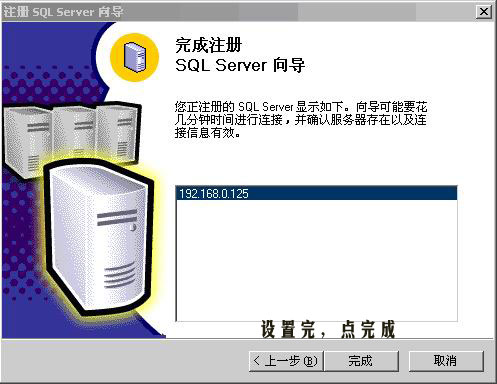 注册 SQL Server 向导
完成注册
SQL Server 向导
您正注册的 SQL Server 显示如下。向导可能要花
几分钟时间进行连接，并确认服务器存在以及连
接信息有效。
192.168.0.125
设置完，点完成
< 上一步(B)
完成
取消